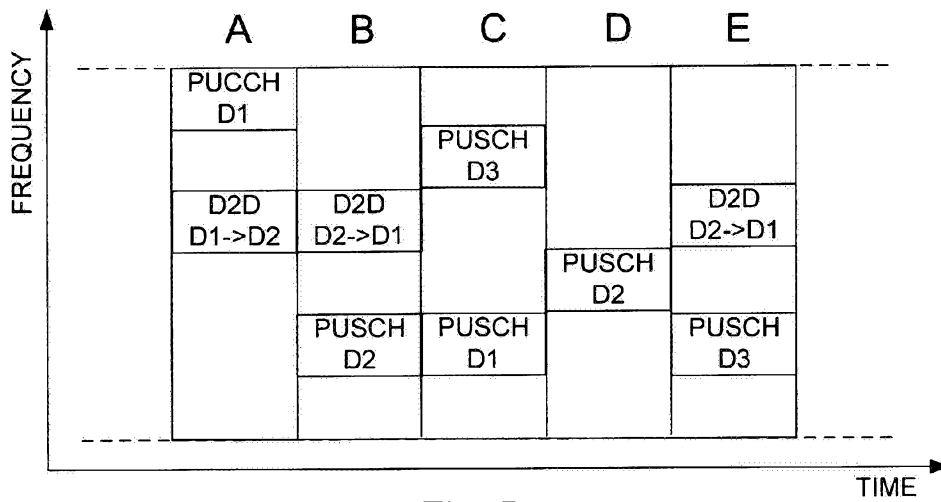 A B C D E
FREQUENCY
PUCCH
D1
PUSCH
D3
D2D
D1->D2
D2D
D2->D1
D2D
D2->D1
PUSCH
D2
PUSCH
D2
PUSCH
D1
PUSCH
D3
TIME